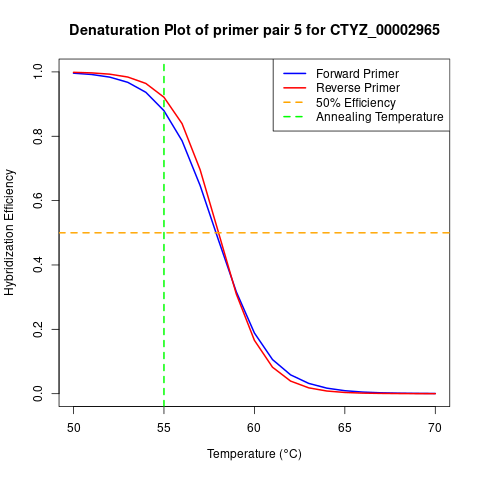 Denaturation Plot of primer pair 5 for CTYZ_00002965
Forward Primer
Reverse Primer
50% Efficiency
Annealing Temperature
Hybridization Efficiency
1.0
0.8
0.6
0.4
0.2
0.0
50 55 60 65 70
Temperature (°C)